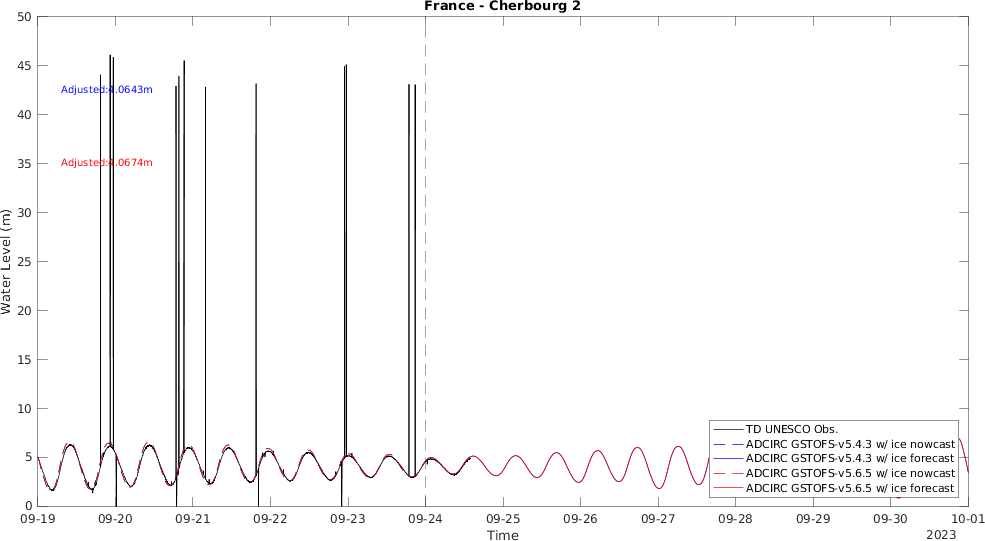 France - Cherbourg 2
50
45
40
35
30
25
20
15
10
5
0
Water Level (m)
Adjusted:4.0643m
Adjusted:4.0674m
TD UNESCO Obs.
ADCIRC GSTOFS-v5.4.3 w/ ice nowcast
ADCIRC GSTOFS-v5.4.3 w/ ice forecast
ADCIRC GSTOFS-v5.6.5 w/ ice nowcast
ADCIRC GSTOFS-v5.6.5 w/ ice forecast
09-19 09-20 09-21 09-22 09-23 09-24 09-25 09-26 09-27 09-28 09-29 09-30 10-01
Time
2023